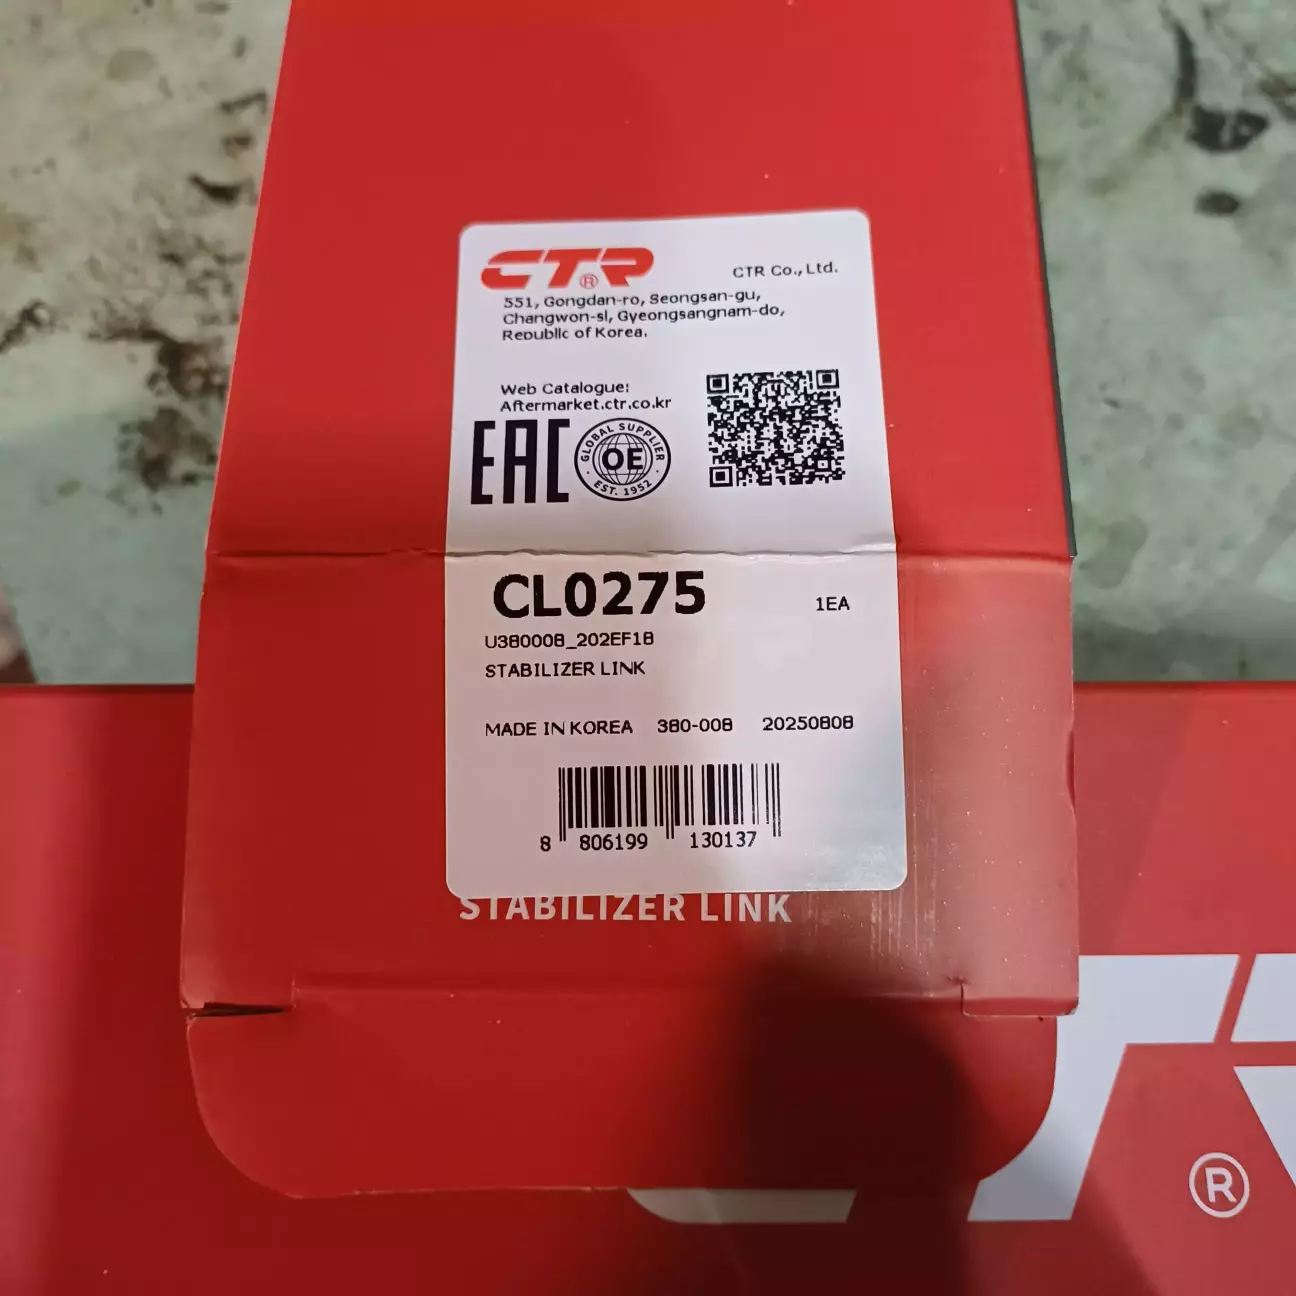 CTR®
CTR Co., Ltd.
551, Gongdan-ro, Seongsan-gu,
Changwon-si, Gyeongsangnam-do,
Republic of Korea.
Web Catalogue:
Aftermarket.ctr.co.kr
EAC
GLOBAL SUPPLIER
OE
EST. 1952
CL0275
1EA
U380008_202EF18
STABILIZER LINK
MADE IN KOREA 380-008 20250808
8 806199 130137
STABILIZER LINK
®